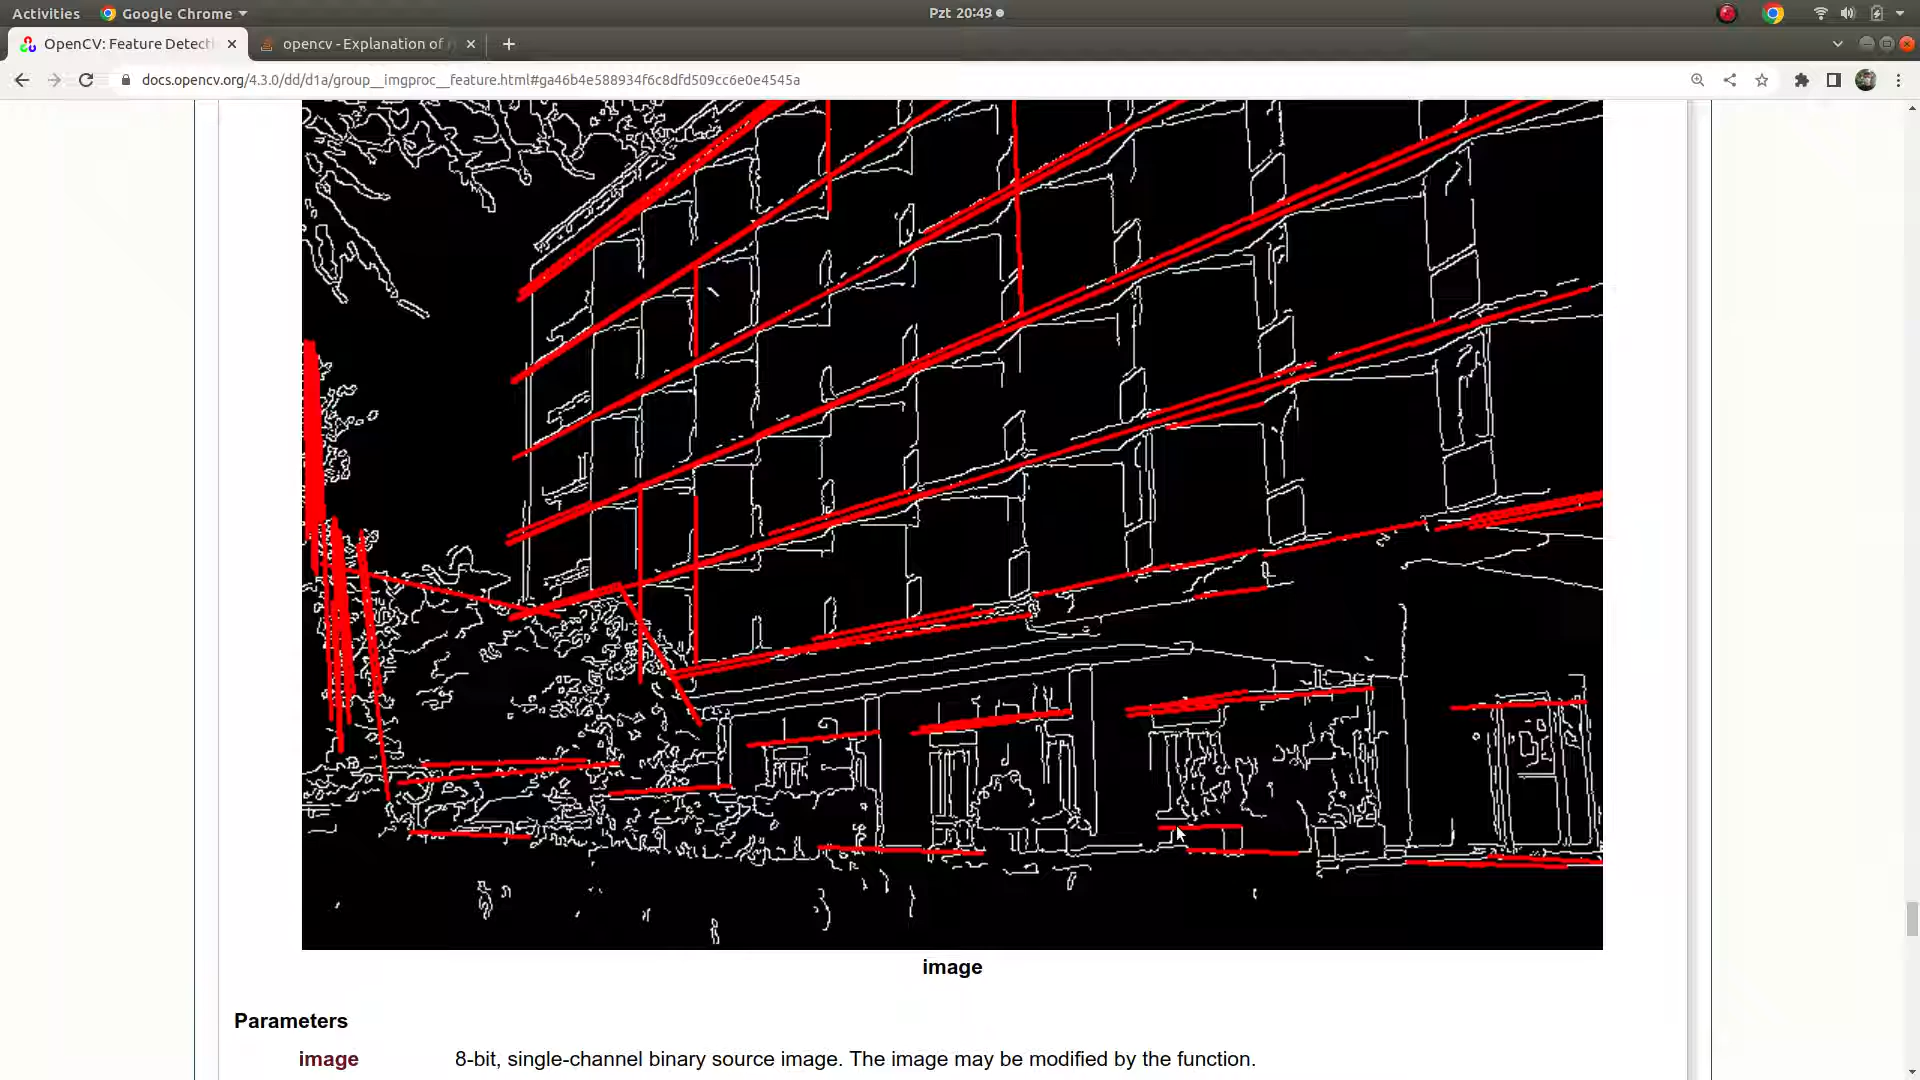 Activities
Google Chrome
Pzt 20:49
OpenCV: Feature Detecti
opencv - Explanation of
docs.opencv.org/4.3.0/dd/d1a/group__imgproc__feature.html#ga46b4e588934f6c8dfd509cc6e0e4545a
image
Parameters
image 8-bit, single-channel binary source image. The image may be modified by the function.